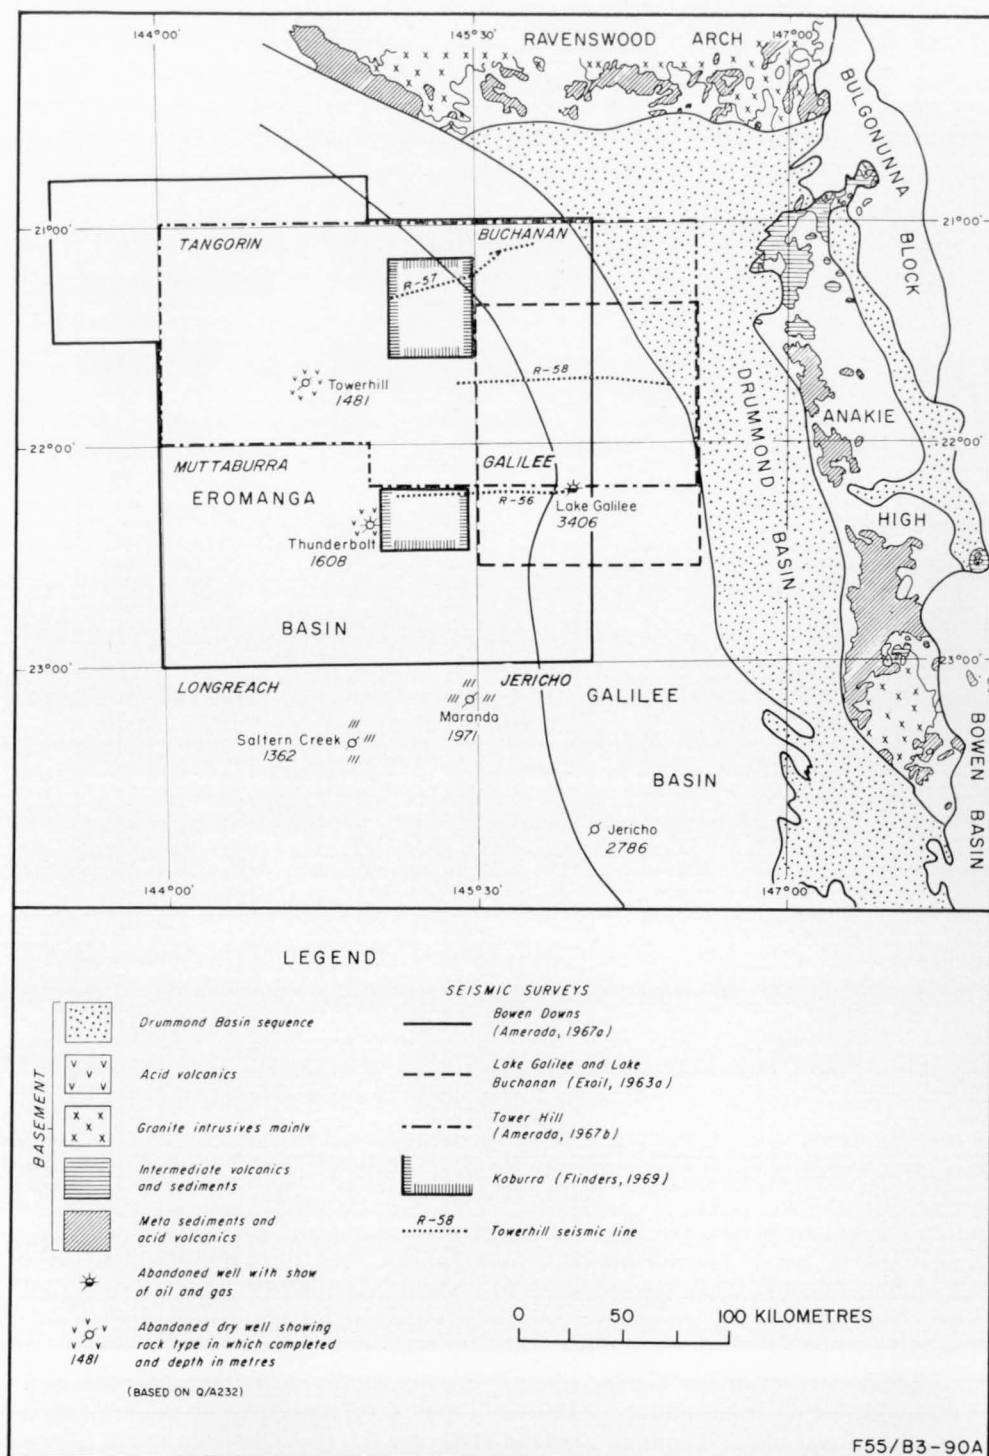 144°00'
145°30'
147°00'
RAVENSWOOD ARCH
BULGONUNNA
BLOCK
21°00'
21°00'
TANGORIN
BUCHANAN
R-57
R-58
Towerhill
1481
DRUMMOND
BASIN
ANAKIE
HIGH
22°00'
22°00'
MUTTABURRA
GALILEE
EROMANGA
R-56
Lake Galilee
3406
Thunderbolt
1608
BASIN
23°00'
23°00'
LONGREACH
JERICHO
GALILEE
BASIN
Maranda
1971
Saltern Creek
1362
BOWEN
BASIN
Jericho
2786
144°00'
145°30'
147°00'
LEGEND
BASEMENT
Drummond Basin sequence
Acid volcanics
Granite intrusives mainly
Intermediate volcanics
and sediments
Meta sediments and
acid volcanics
Abandoned well with show
of oil and gas
1481
Abandoned dry well showing
rock type in which completed
and depth in metres
(BASED ON Q/A232)
SEISMIC SURVEYS
Bowen Downs
(Amerada, 1967a)
Lake Galilee and Lake
Buchanan (Exoil, 1963a)
Tower Hill
(Amerada, 1967b)
Koburra (Flinders, 1969)
R-58
Towerhill seismic line
0 50 100 KILOMETRES
F55/B3-90A